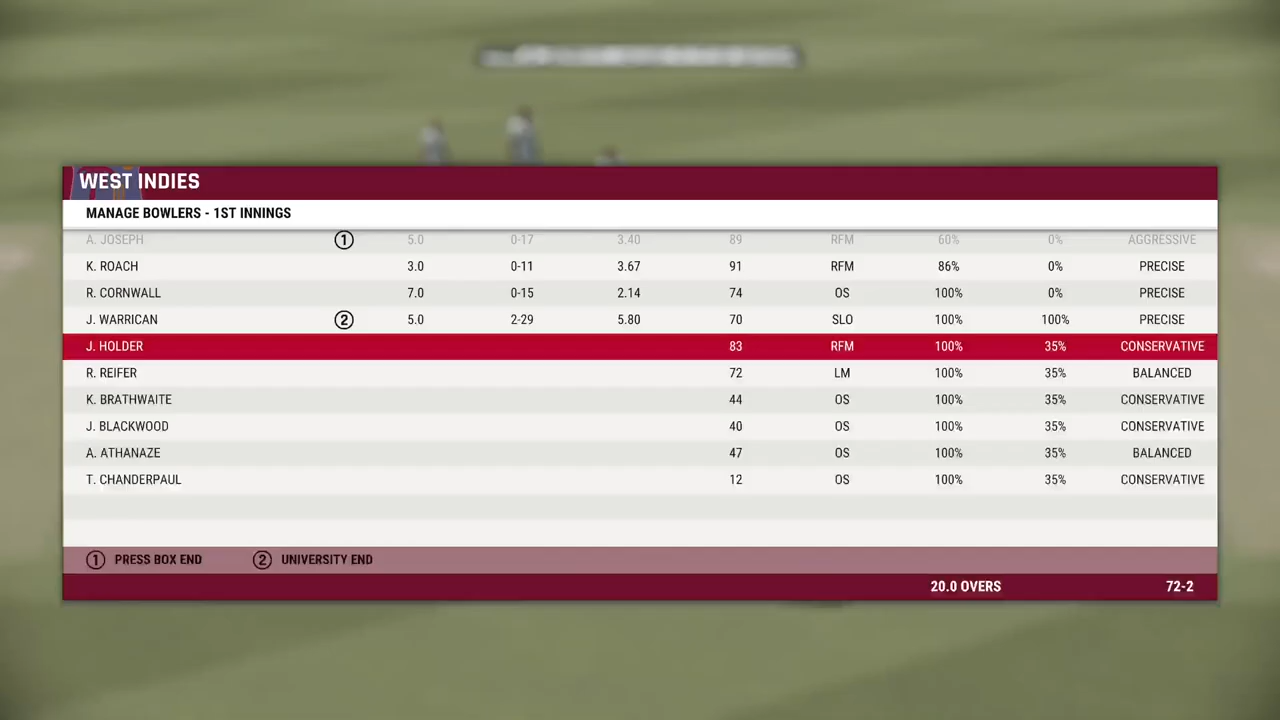 WEST INDIES
MANAGE BOWLERS - 1ST INNINGS
A. JOSEPH 1 5.0 0-17 3.40 89 RFM 60% 0% AGGRESSIVE
K. ROACH 3.0 0-11 3.67 91 RFM 86% 0% PRECISE
R. CORNWALL 7.0 0-15 2.14 74 OS 100% 0% PRECISE
J. WARRICAN 2 5.0 2-29 5.80 70 SLO 100% 100% PRECISE
J. HOLDER 83 RFM 100% 35% CONSERVATIVE
R. REIFER 72 LM 100% 35% BALANCED
K. BRATHWAITE 44 OS 100% 35% CONSERVATIVE
J. BLACKWOOD 40 OS 100% 35% CONSERVATIVE
A. ATHANAZE 47 OS 100% 35% BALANCED
T. CHANDERPAUL 12 OS 100% 35% CONSERVATIVE
1 PRESS BOX END 2 UNIVERSITY END
20.0 OVERS 72-2